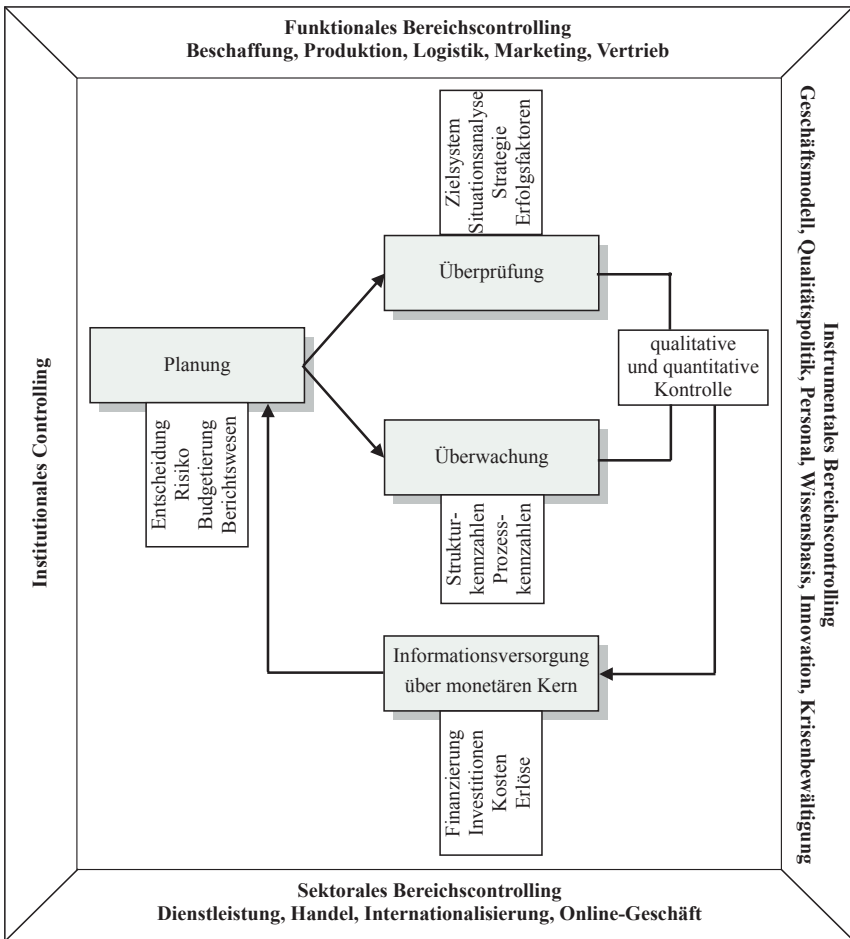 Funktionales Bereichscontrolling
Beschaffung, Produktion, Logistik, Marketing, Vertrieb
Institutionales Controlling
Zielsystem
Situationsanalyse
Strategie
Erfolgsfaktoren
Überprüfung
Planung
Entscheidung
Risiko
Budgetierung
Berichtswesen
qualitative
und quantitative
Kontrolle
Überwachung
Struktur-
kennzahlen
Prozess-
kennzahlen
Informationsversorgung
über monetären Kern
Finanzierung
Investitionen
Kosten
Erlöse
Instrumentales Bereichscontrolling
Geschäftsmodell, Qualitätspolitik, Personal, Wissensbasis, Innovation, Krisenbewältigung
Sektorales Bereichscontrolling
Dienstleistung, Handel, Internationalisierung, Online-Geschäft